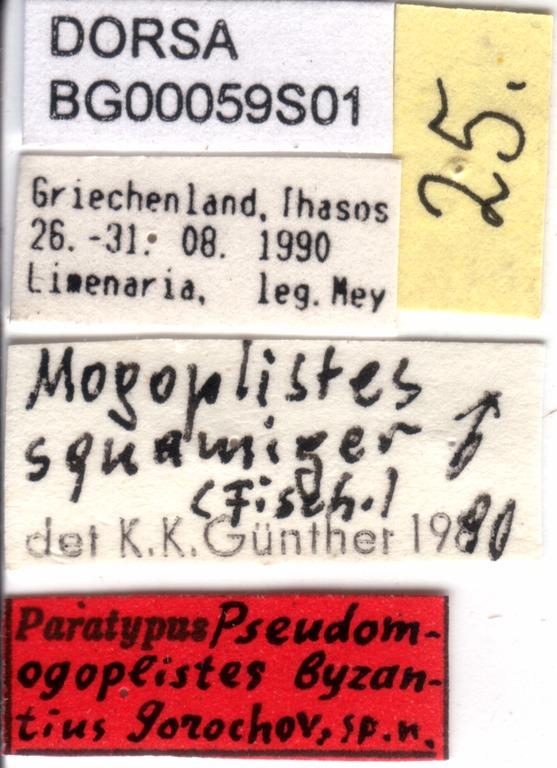 DORSA
BG00059S01
25.
Griechenland, Thasos
26.-31. 08. 1990
Limenaria, leg. Mey
Mogoplistes
squamiger ♂
(Fisch.)
det K.K. Günther 1990
Paratypus Pseudom-
ogoplistes byzan-
tius Gorochov, sp. n.